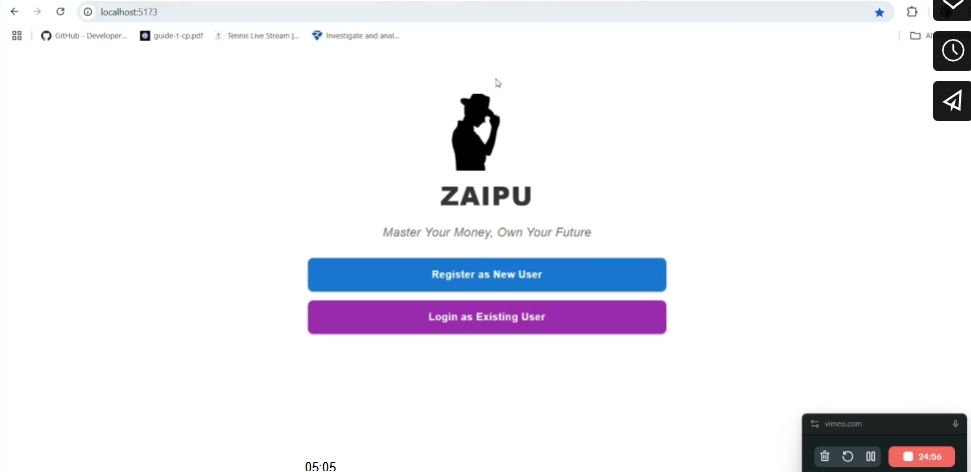 localhost:5173
GitHub - Developer... guide-t-cp.pdf Tennis Live Stream |... Investigate and anal...
ZAIPU
Master Your Money, Own Your Future
Register as New User
Login as Existing User
vimeo.com
24:56
05:05